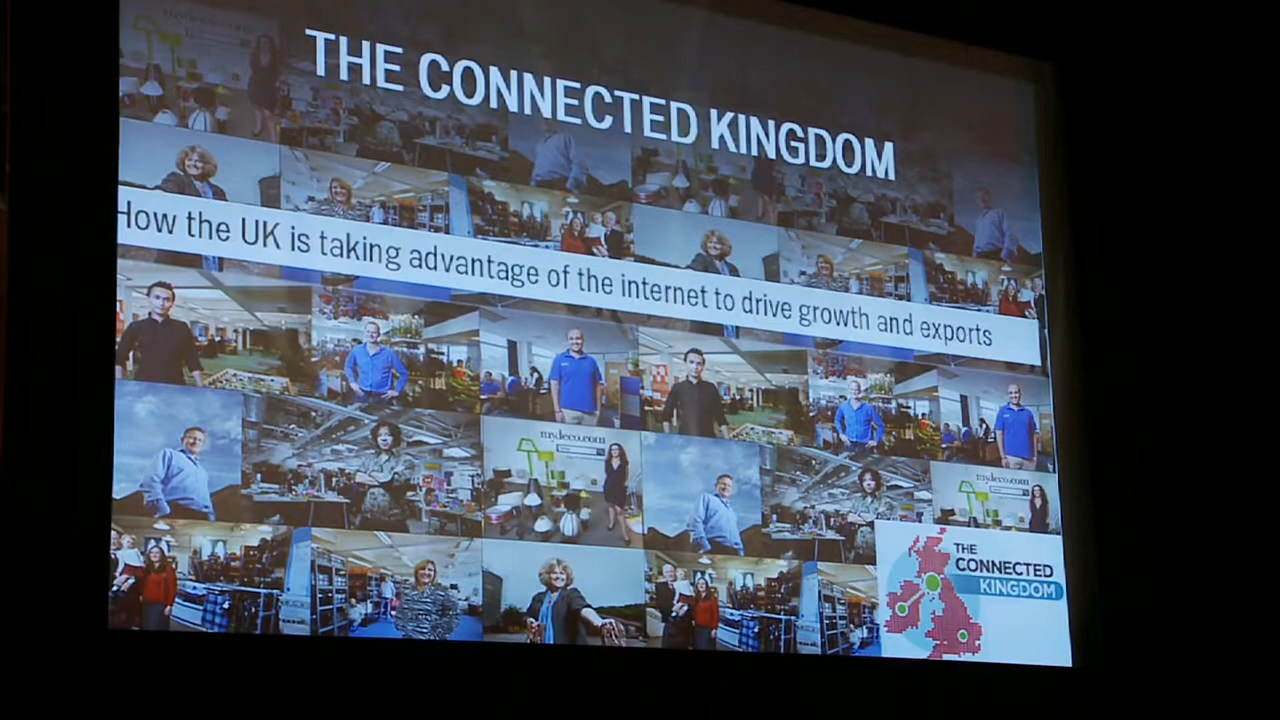 THE CONNECTED KINGDOM
How the UK is taking advantage of the internet to drive growth and exports
mydeco.com
mydeco.com
THE
CONNECTED
KINGDOM